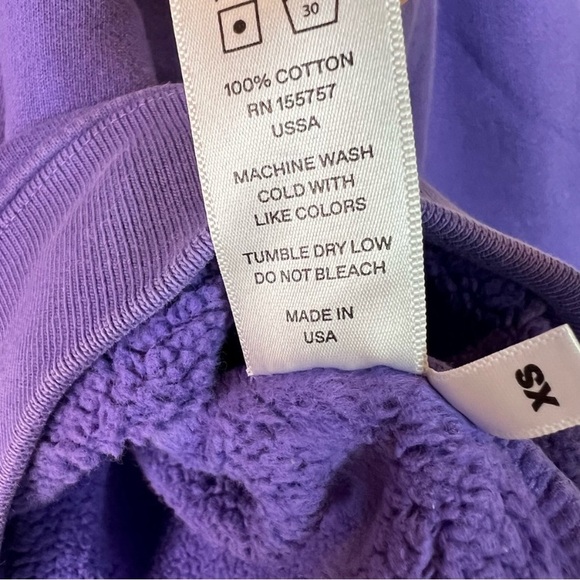 30
100% COTTON
RN 155757
USSA
MACHINE WASH
COLD WITH
LIKE COLORS
TUMBLE DRY LOW
DO NOT BLEACH
MADE IN
USA
XS